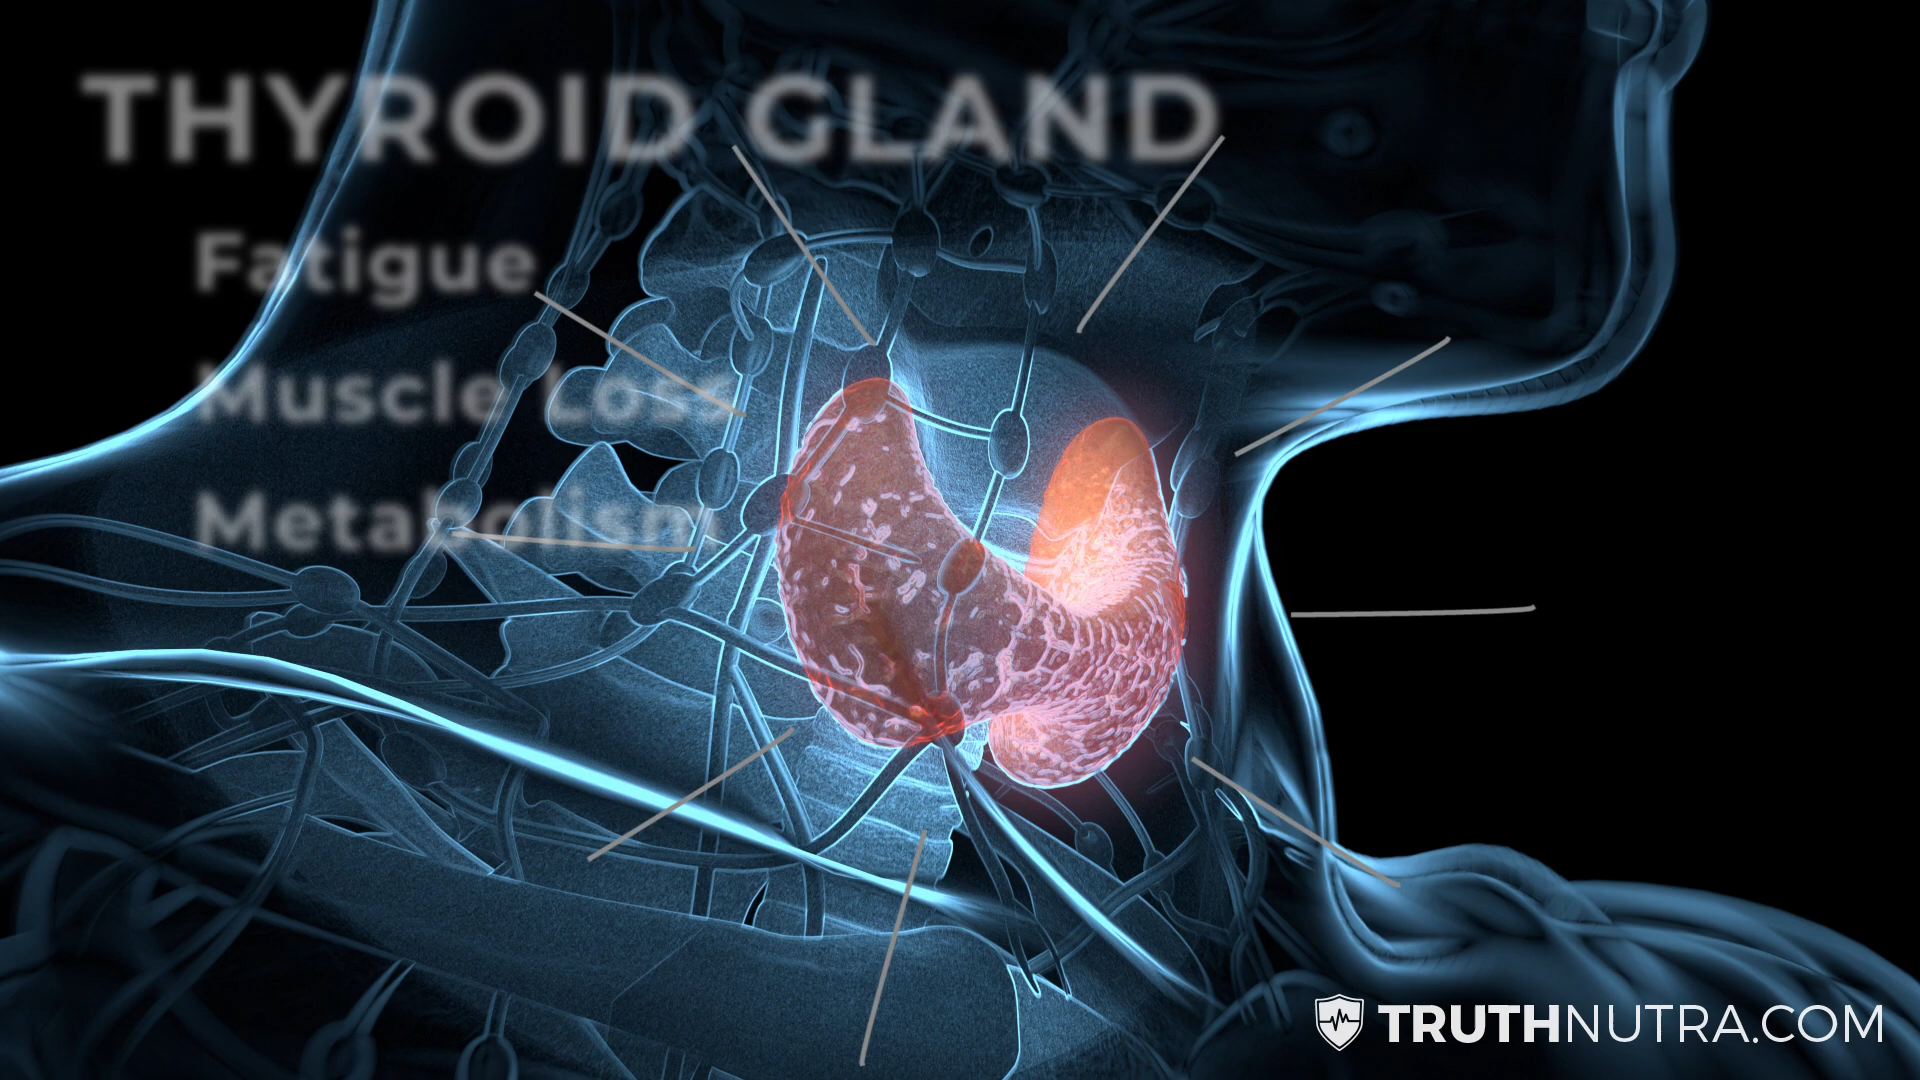 THYROID GLAND
Fatigue
Muscle Loss
Metabolism
TRUTHNUTRA.COM